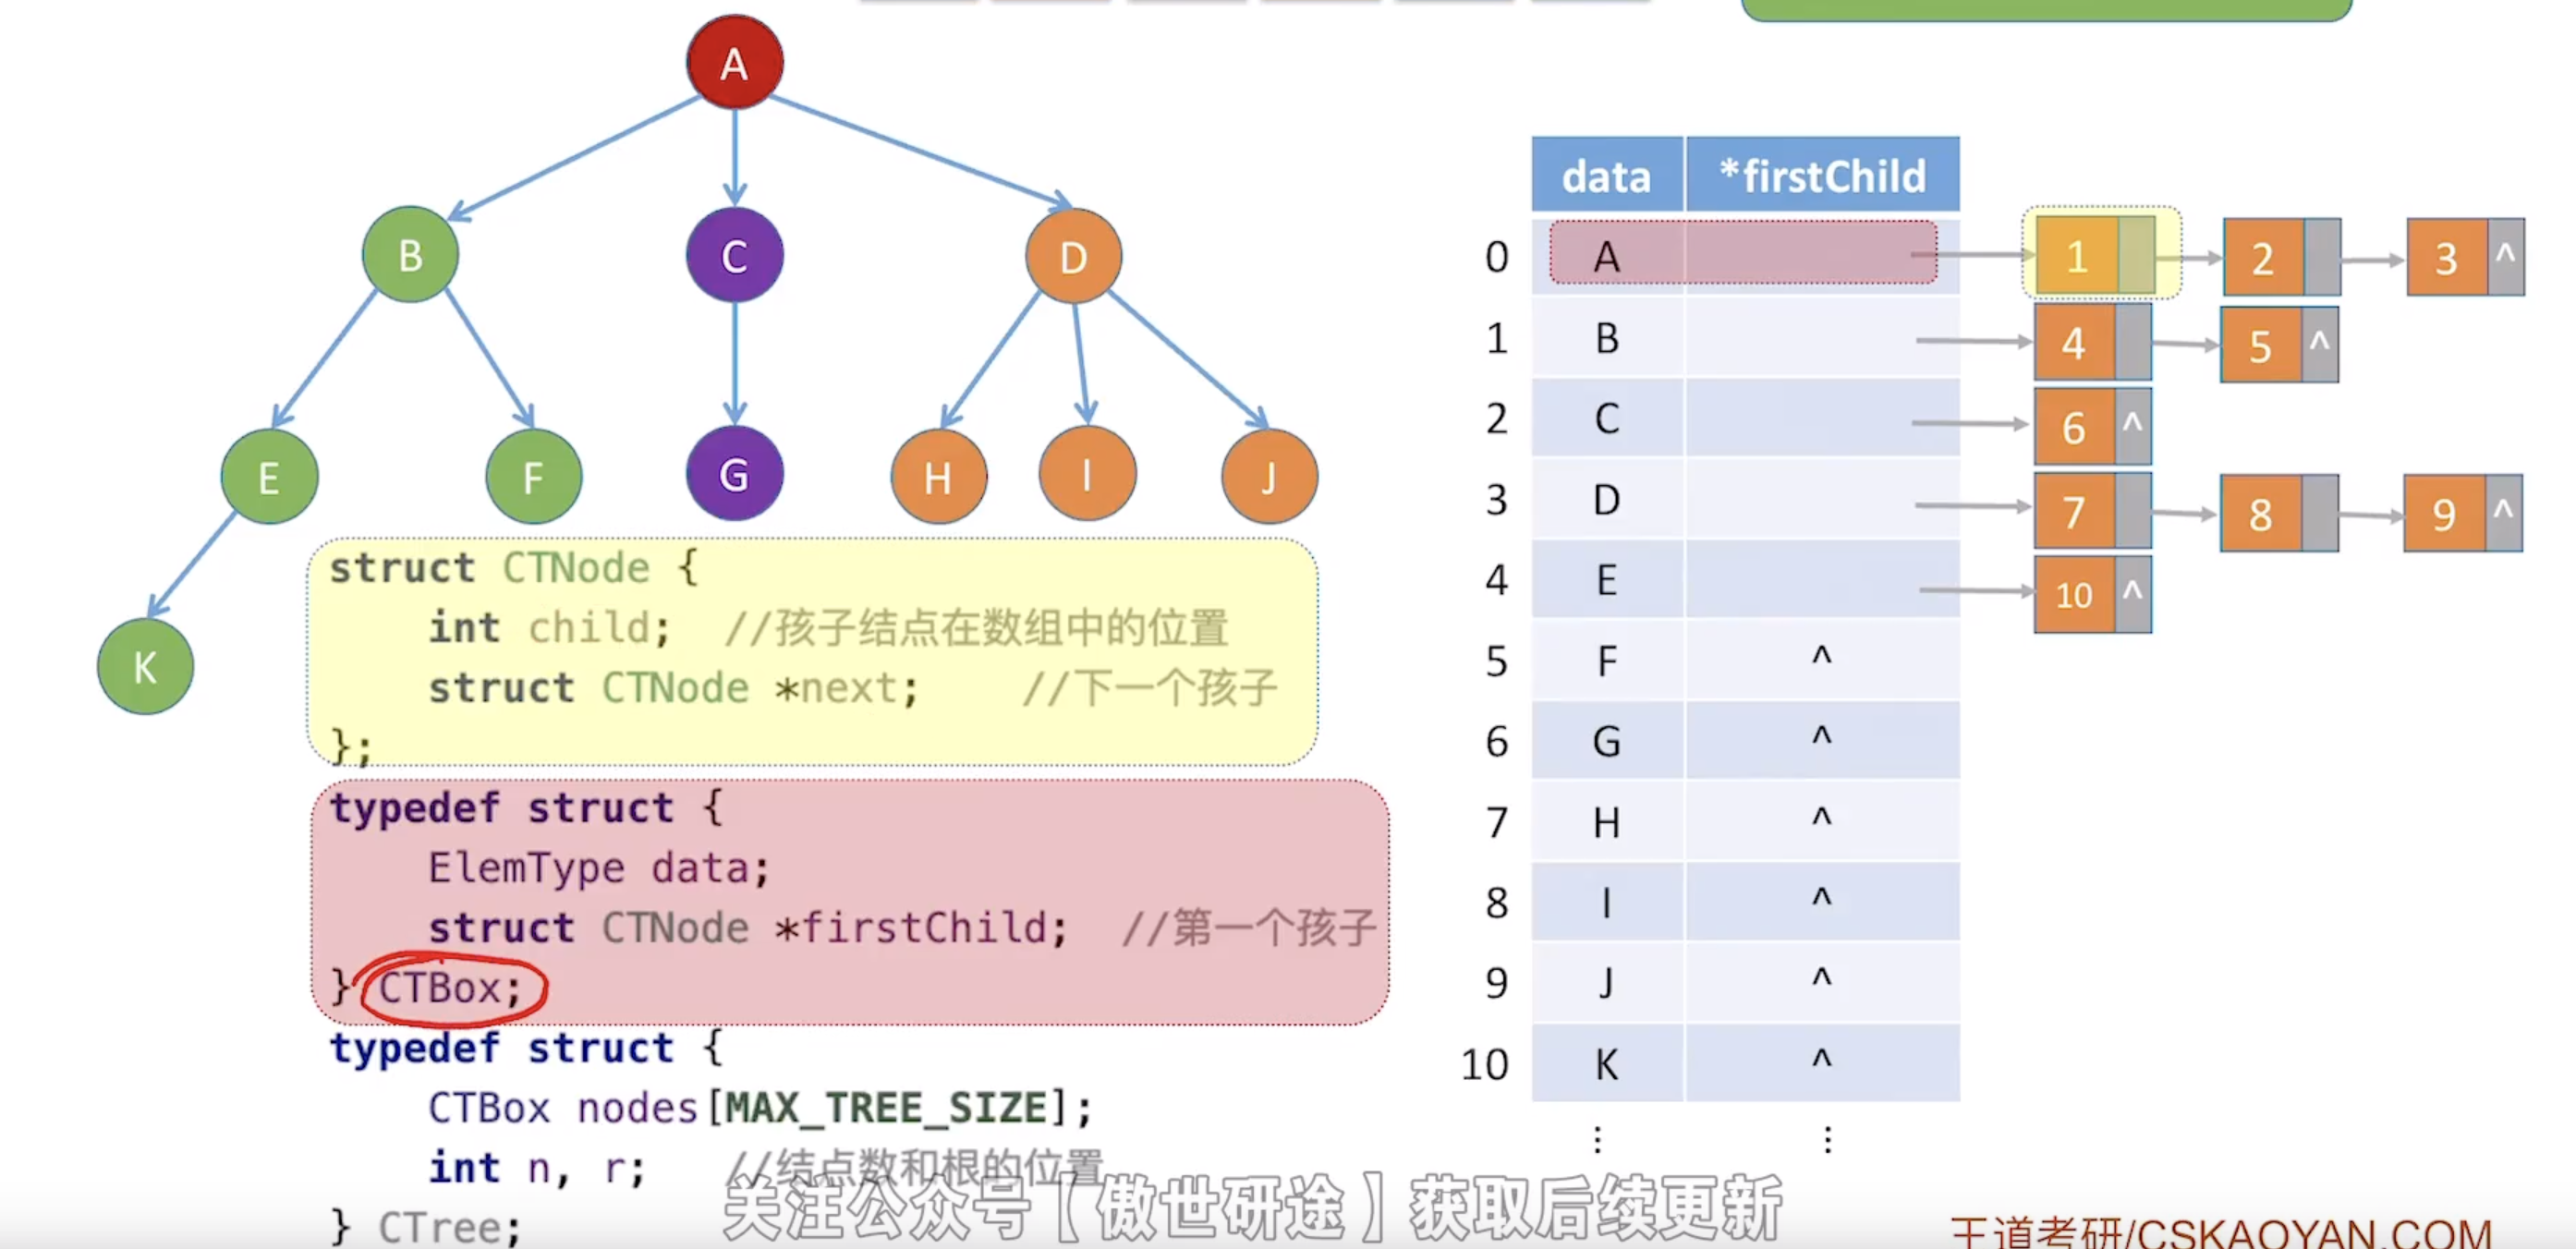 A
B
C
D
E
F
G
H
I
J
K
struct CTNode {
int child; //孩子结点在数组中的位置
struct CTNode *next; //下一个孩子
};
typedef struct {
ElemType data;
struct CTNode *firstChild; //第一个孩子
} CTBox;
typedef struct {
CTBox nodes[MAX_TREE_SIZE];
int n, r; //结点数和根的位置
} CTree;
data *firstChild
0 A 1 2 3 ^
1 B 4 5 ^
2 C 6 ^
3 D 7 8 9 ^
4 E 10 ^
5 F ^
6 G ^
7 H ^
8 I ^
9 J ^
10 K ^
⋮ ⋮
关注公众号【傲世研途】获取后续更新
王道考研/CSKAOYAN.COM